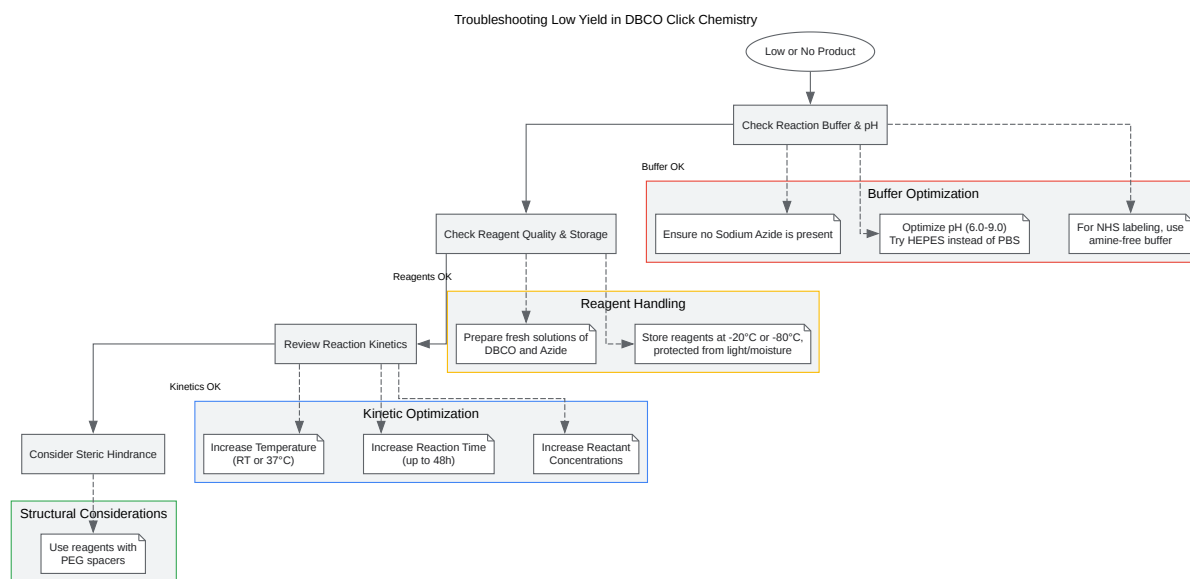 Troubleshooting Low Yield in DBCO Click Chemistry
Low or No Product
Check Reaction Buffer & pH
Buffer OK
Buffer Optimization
Ensure no Sodium Azide is present
Optimize pH (6.0-9.0)
Try HEPES instead of PBS
For NHS labeling, use
amine-free buffer
Check Reagent Quality & Storage
Reagents OK
Reagent Handling
Prepare fresh solutions of
DBCO and Azide
Store reagents at -20°C or -80°C,
protected from light/moisture
Review Reaction Kinetics
Kinetics OK
Kinetic Optimization
Increase Temperature
(RT or 37°C)
Increase Reaction Time
(up to 48h)
Increase Reactant
Concentrations
Consider Steric Hindrance
Structural Considerations
Use reagents with
PEG spacers